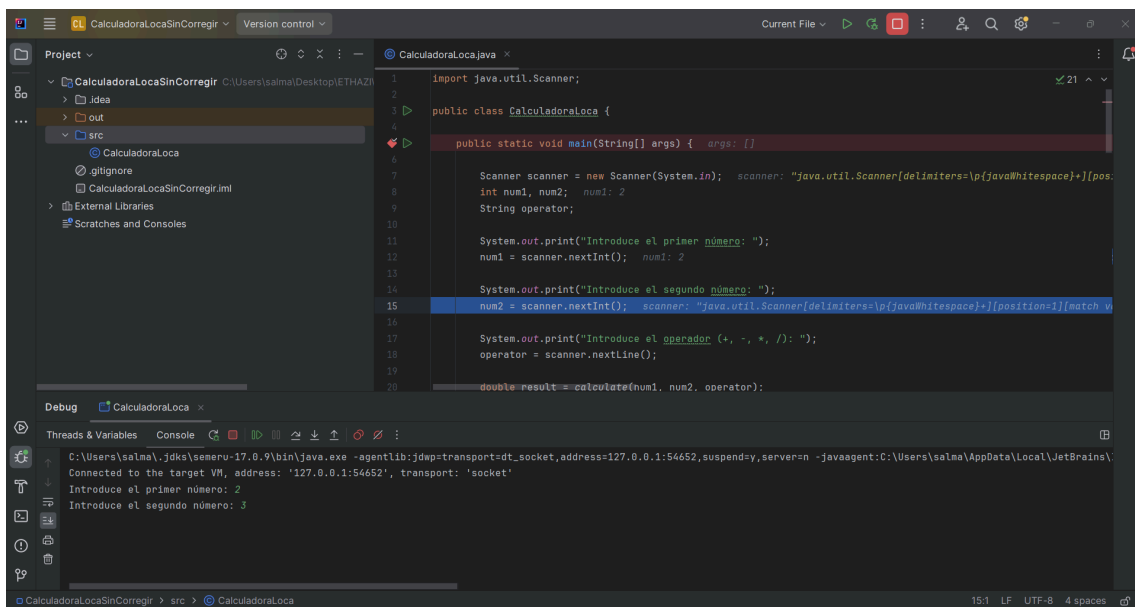 CL CalculadoraLocaSinCorregir Version control Current File
Project
CalculadoraLocaSinCorregir C:\Users\salma\Desktop\ETHAZI\
.idea
out
src
CalculadoraLoca
.gitignore
CalculadoraLocaSinCorregir.iml
External Libraries
Scratches and Consoles
CalculadoraLoca.java
21
1 import java.util.Scanner;
2
3 public class CalculadoraLoca {
4
public static void main(String[] args) { args: []
6
7 Scanner scanner = new Scanner(System.in); scanner: "java.util.Scanner[delimiters=\p{javaWhitespace}+][pos
8 int num1, num2; num1: 2
9 String operator;
10
11 System.out.print("Introduce el primer número: ");
12 num1 = scanner.nextInt(); num1: 2
13
14 System.out.print("Introduce el segundo número: ");
15 num2 = scanner.nextInt(); scanner: "java.util.Scanner[delimiters=\p{javaWhitespace}+][position=1][match v
16
17 System.out.print("Introduce el operador (+, -, *, /): ");
18 operator = scanner.nextLine();
19
20 double result = calculate(num1, num2, operator);
Debug CalculadoraLoca
Threads & Variables Console
C:\Users\salma\.jdks\semeru-17.0.9\bin\java.exe -agentlib:jdwp=transport=dt_socket,address=127.0.0.1:54652,suspend=y,server=n -javaagent:C:\Users\salma\AppData\Local\JetBrains\
Connected to the target VM, address: '127.0.0.1:54652', transport: 'socket'
Introduce el primer número: 2
Introduce el segundo número: 3
CalculadoraLocaSinCorregir > src > CalculadoraLoca 15:1 LF UTF-8 4 spaces